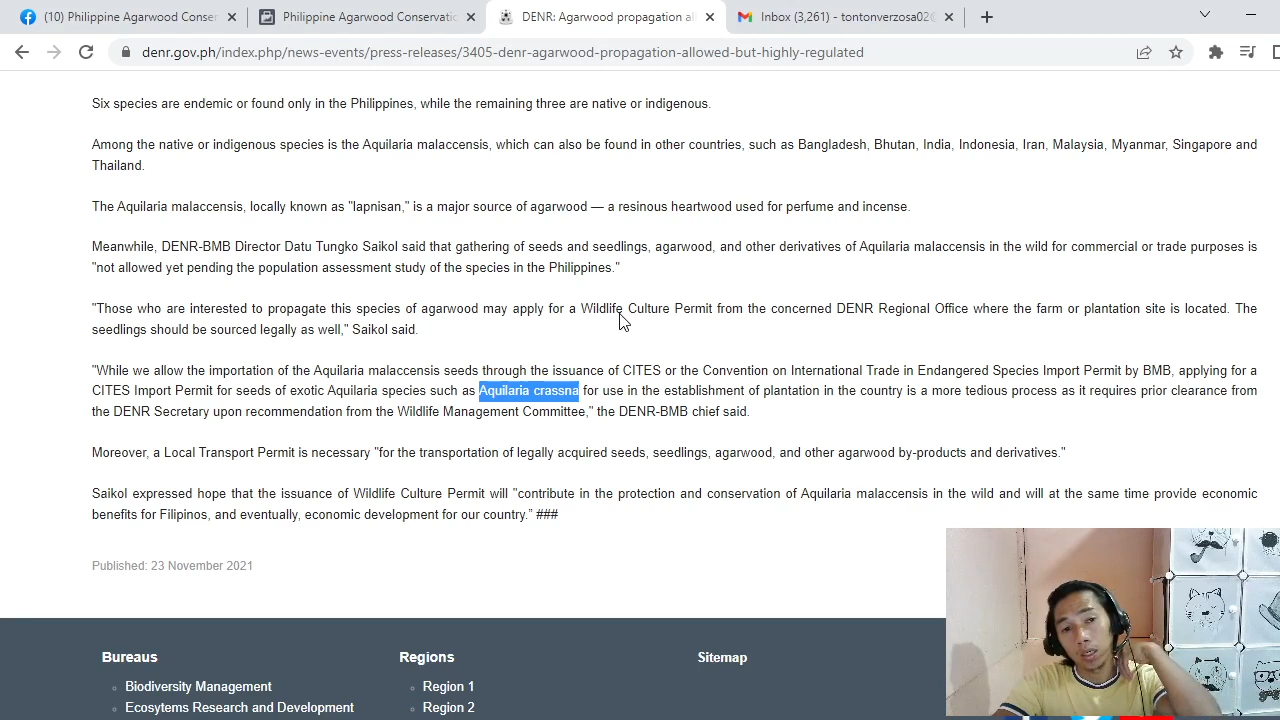 (10) Philippine Agarwood Conser
Philippine Agarwood Conservatio
DENR: Agarwood propagation al
Inbox (3,261) - tontonverzosa02@
denr.gov.ph/index.php/news-events/press-releases/3405-denr-agarwood-propagation-allowed-but-highly-regulated
Six species are endemic or found only in the Philippines, while the remaining three are native or indigenous.
Among the native or indigenous species is the Aquilaria malaccensis, which can also be found in other countries, such as Bangladesh, Bhutan, India, Indonesia, Iran, Malaysia, Myanmar, Singapore and
Thailand.
The Aquilaria malaccensis, locally known as "lapnisan," is a major source of agarwood — a resinous heartwood used for perfume and incense.
Meanwhile, DENR-BMB Director Datu Tungko Saikol said that gathering of seeds and seedlings, agarwood, and other derivatives of Aquilaria malaccensis in the wild for commercial or trade purposes is
"not allowed yet pending the population assessment study of the species in the Philippines."
"Those who are interested to propagate this species of agarwood may apply for a Wildlife Culture Permit from the concerned DENR Regional Office where the farm or plantation site is located. The
seedlings should be sourced legally as well," Saikol said.
"While we allow the importation of the Aquilaria malaccensis seeds through the issuance of CITES or the Convention on International Trade in Endangered Species Import Permit by BMB, applying for a
CITES Import Permit for seeds of exotic Aquilaria species such as Aquilaria crassna for use in the establishment of plantation in the country is a more tedious process as it requires prior clearance from
the DENR Secretary upon recommendation from the Wildlife Management Committee," the DENR-BMB chief said.
Moreover, a Local Transport Permit is necessary "for the transportation of legally acquired seeds, seedlings, agarwood, and other agarwood by-products and derivatives."
Saikol expressed hope that the issuance of Wildlife Culture Permit will "contribute in the protection and conservation of Aquilaria malaccensis in the wild and will at the same time provide economic
benefits for Filipinos, and eventually, economic development for our country.” ###
Published: 23 November 2021
Bureaus
Regions
Sitemap
Biodiversity Management
Region 1
Ecosytems Research and Development
Region 2